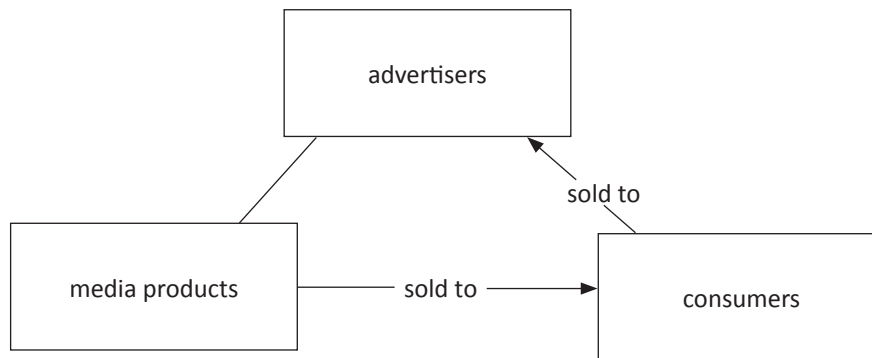 advertisers
sold to
media products
sold to
consumers